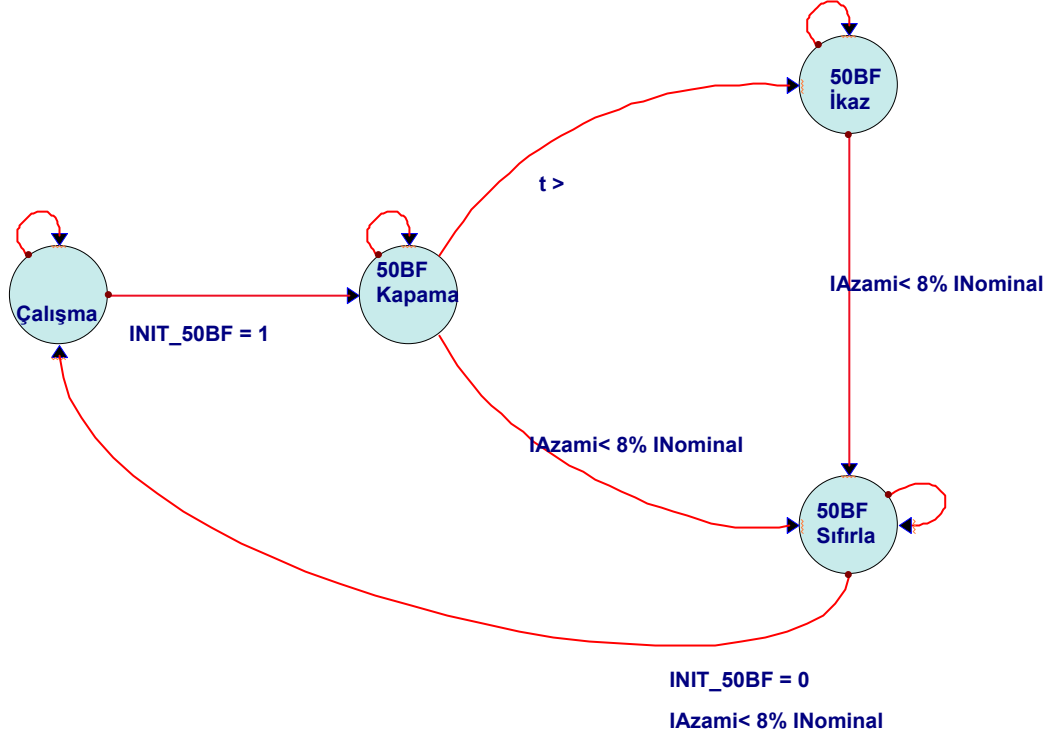 50BF
İkaz
t >
50BF
Kapama
IAzami< 8% INominal
Çalışma
INIT_50BF = 1
IAzami< 8% INominal
50BF
Sıfırla
INIT_50BF = 0
IAzami< 8% INominal